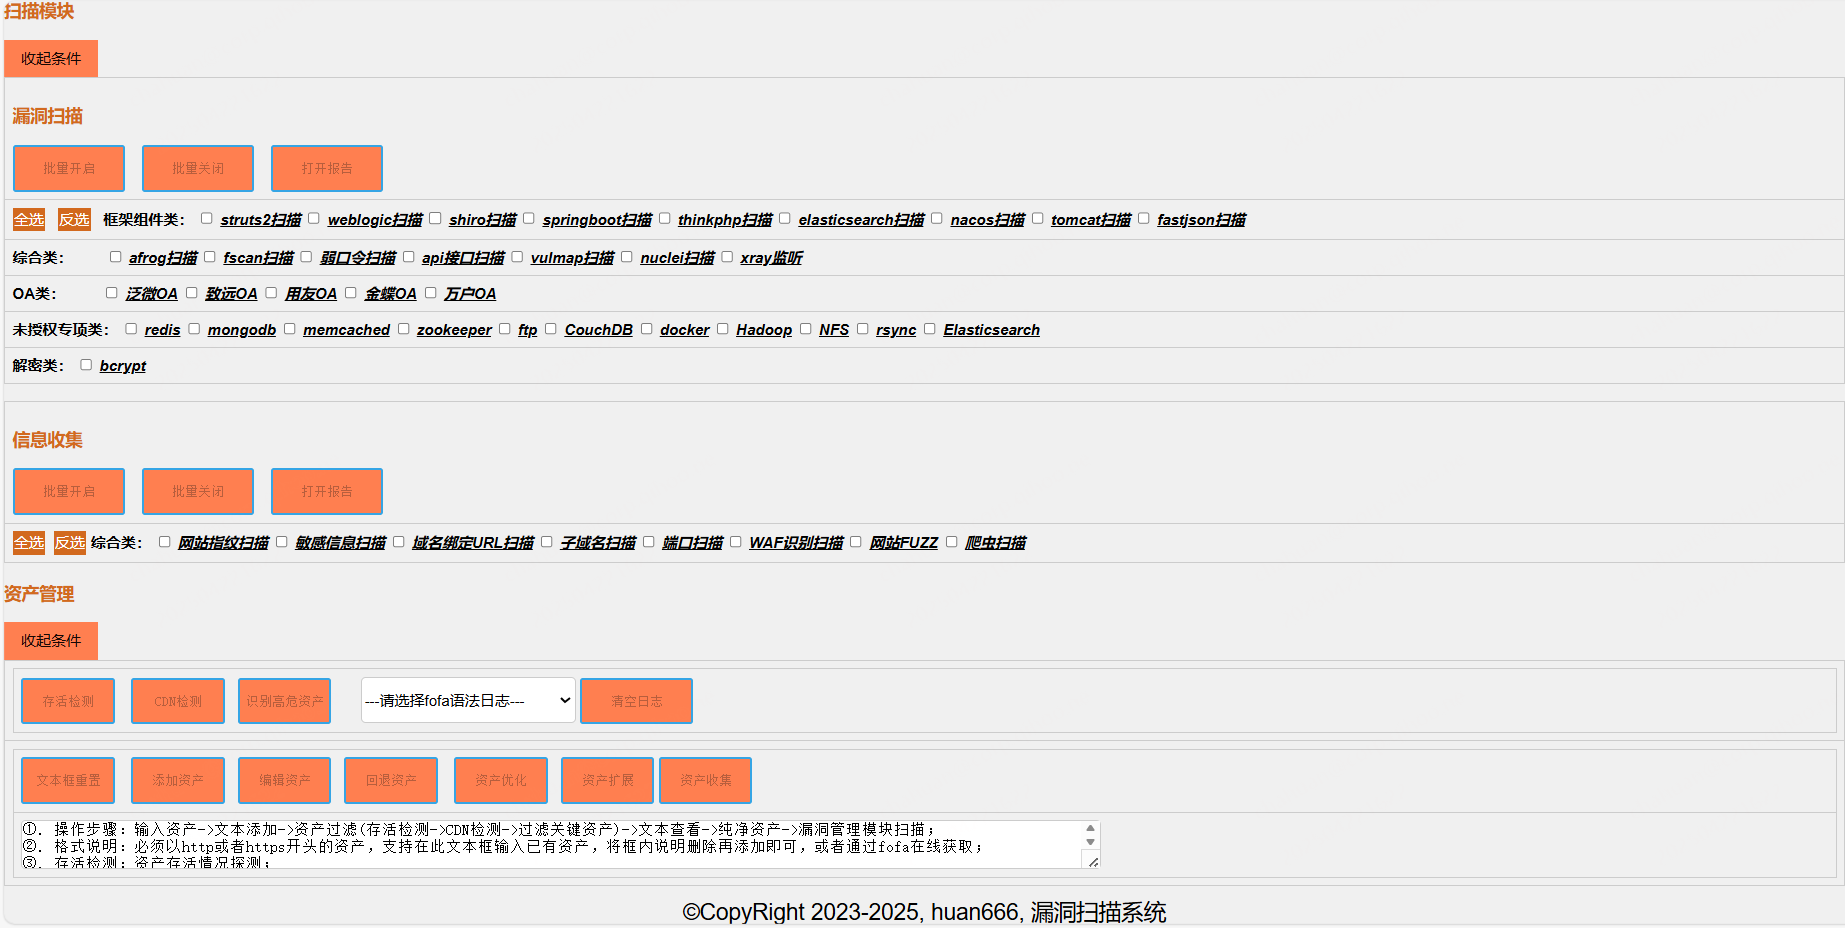 扫描模块
收起条件
漏洞扫描
批量开启 批量关闭 打开报告
全选 反选 框架组件类： struts2扫描 weblogic扫描 shiro扫描 springboot扫描 thinkphp扫描 elasticsearch扫描 nacos扫描 tomcat扫描 fastjson扫描
综合类： afrog扫描 fscan扫描 弱口令扫描 api接口扫描 vulmap扫描 nuclei扫描 xray监听
OA类： 泛微OA 致远OA 用友OA 金蝶OA 万户OA
未授权专项类： redis mongodb memcached zookeeper ftp CouchDB docker Hadoop NFS rsync Elasticsearch
解密类： bcrypt
信息收集
批量开启 批量关闭 打开报告
全选 反选 综合类： 网站指纹扫描 敏感信息扫描 域名绑定URL扫描 子域名扫描 端口扫描 WAF识别扫描 网站FUZZ 爬虫扫描
资产管理
收起条件
存活检测 CDN检测 识别高危资产 ---请选择fofa语法日志--- 清空日志
文本框重置 添加资产 编辑资产 回退资产 资产优化 资产扩展 资产收集
①. 操作步骤：输入资产->文本添加->资产过滤(存活检测->CDN检测->过滤关键资产)->文本查看->纯净资产->漏洞管理模块扫描；
②. 格式说明：必须以http或者https开头的资产，支持在此文本框输入已有资产，将框内说明删除再添加即可，或者通过fofa在线获取；
③. 存活检测：资产存活情况探测；
©CopyRight 2023-2025, huan666, 漏洞扫描系统